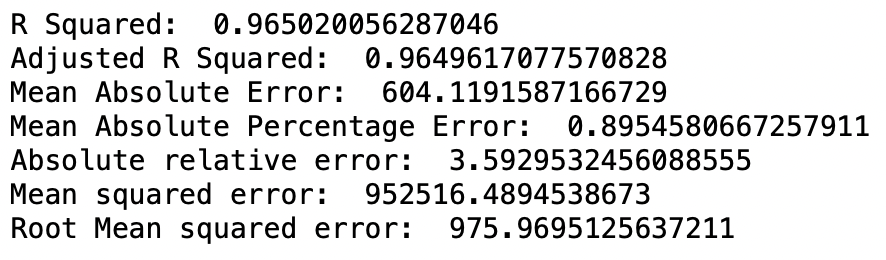 R Squared:  0.965020056287046
Adjusted R Squared:  0.9649617077570828
Mean Absolute Error:  604.1191587166729
Mean Absolute Percentage Error:  0.8954580667257911
Absolute relative error:  3.5929532456088555
Mean squared error:  952516.4894538673
Root Mean squared error:  975.9695125637211